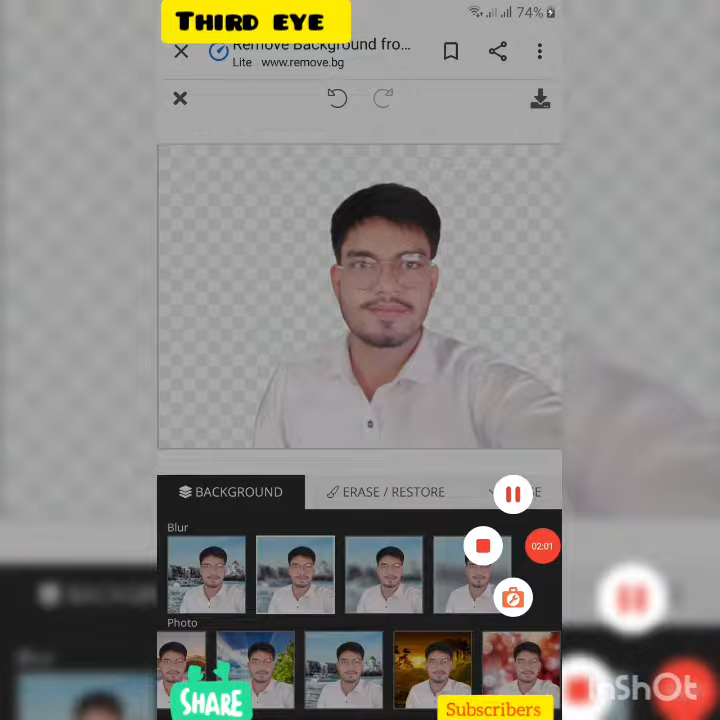 THIRD EYE
74%
Remove Background fro...
Lite www.remove.bg
BACKGROUND
ERASE / RESTORE
Blur
02:01
Photo
SHARE
Subscribers
InShOt